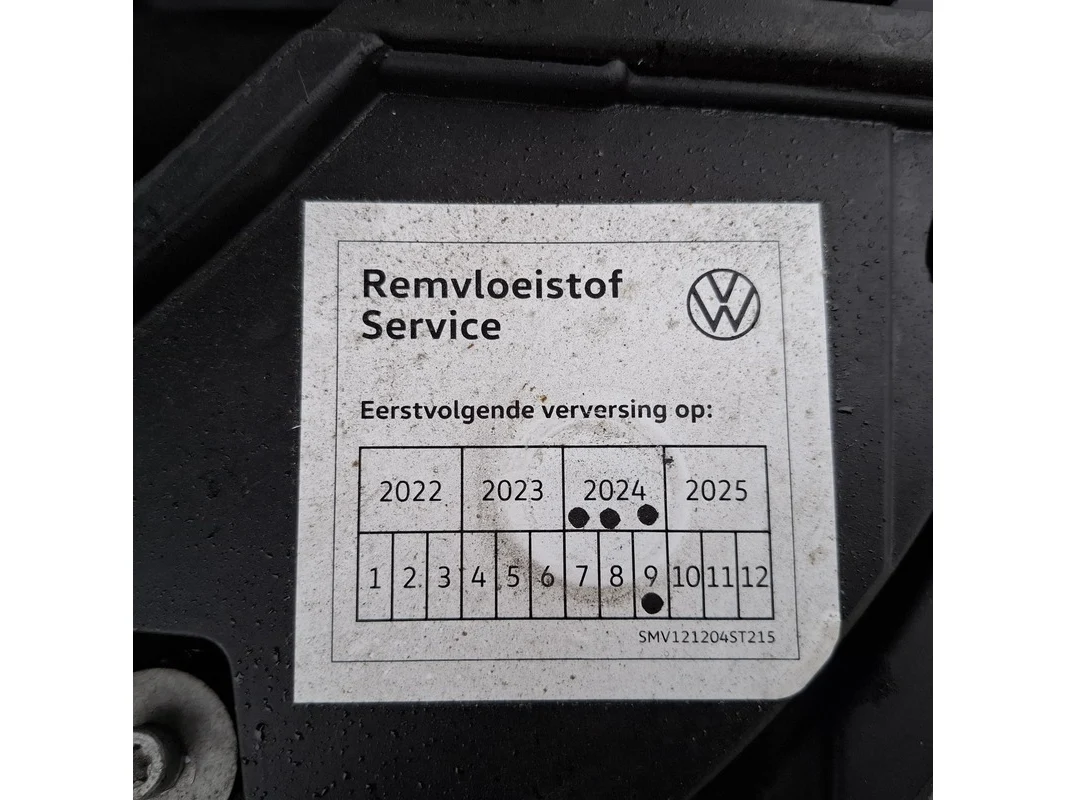 Remvloeistof
Service
Eerstvolgende verversing op:
2022 2023 2024 2025
1 2 3 4 5 6 7 8 9 10 11 12
SMV121204ST215